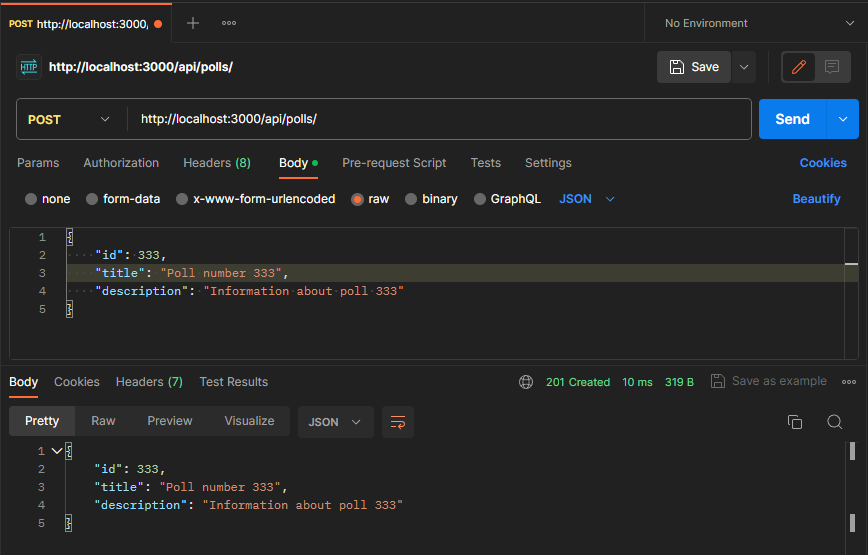 POST http://localhost:3000/
No Environment
HTTP http://localhost:3000/api/polls/
Save
POST http://localhost:3000/api/polls/
Send
Params Authorization Headers (8) Body Pre-request Script Tests Settings Cookies
none form-data x-www-form-urlencoded raw binary GraphQL JSON Beautify
1 {
2 "id": 333,
3 "title": "Poll number 333",
4 "description": "Information about poll 333"
5 }
Body Cookies Headers (7) Test Results 201 Created 10 ms 319 B Save as example
Pretty Raw Preview Visualize JSON
1 {
2 "id": 333,
3 "title": "Poll number 333",
4 "description": "Information about poll 333"
5 }